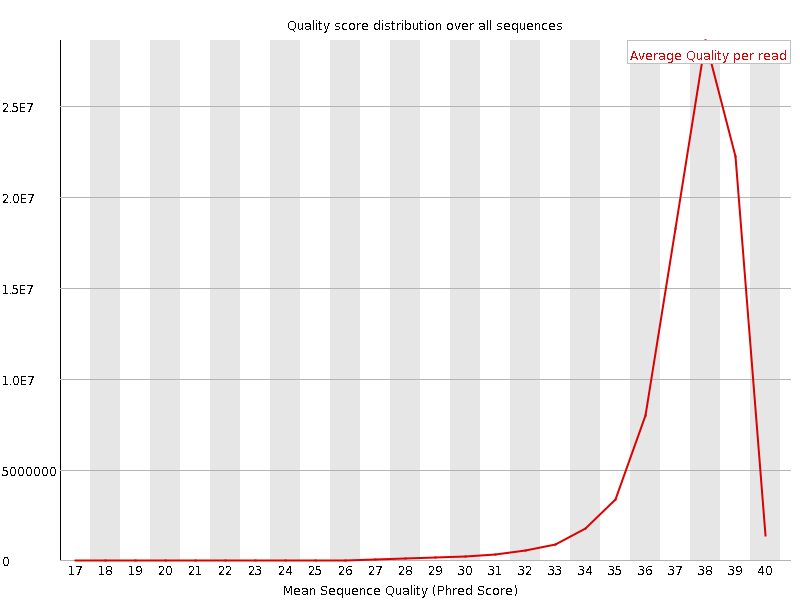 Quality score distribution over all sequences
Average Quality per read
2.5E7
2.0E7
1.5E7
1.0E7
5000000
0
17 18 19 20 21 22 23 24 25 26 27 28 29 30 31 32 33 34 35 36 37 38 39 40
Mean Sequence Quality (Phred Score)